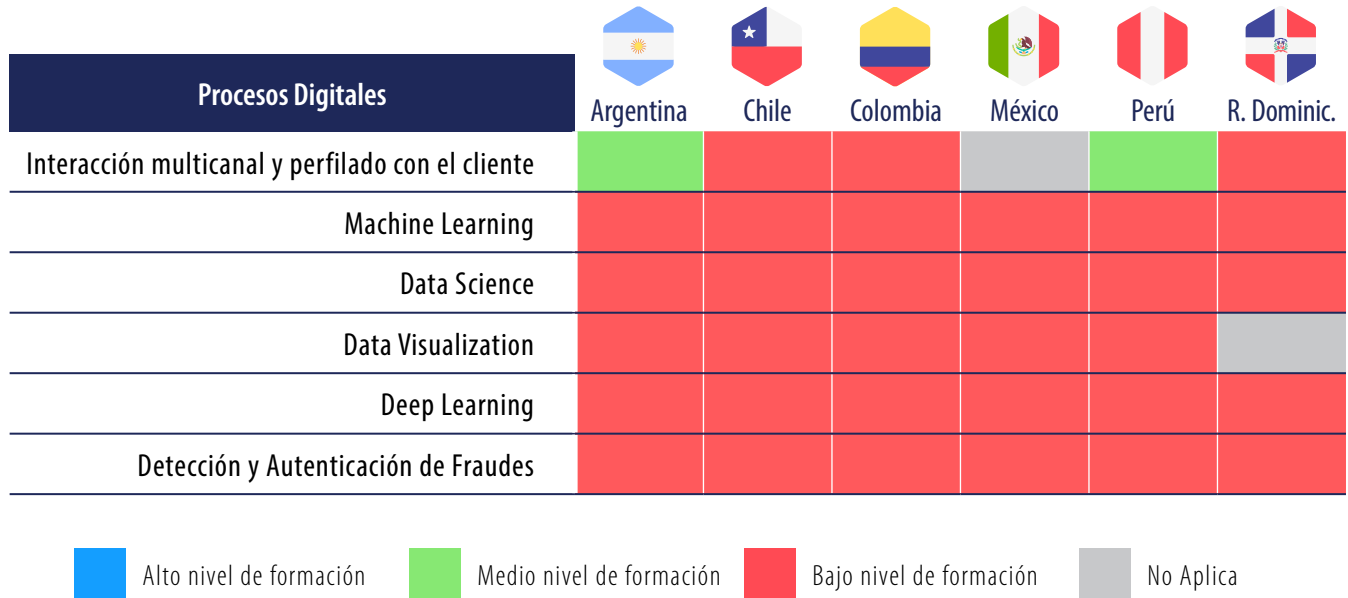 Procesos Digitales
Argentina
Chile
Colombia
México
Perú
R. Dominic.
Interacción multicanal y perfilado con el cliente
Machine Learning
Data Science
Data Visualization
Deep Learning
Detección y Autenticación de Fraudes
Alto nivel de formación
Medio nivel de formación
Bajo nivel de formación
No Aplica